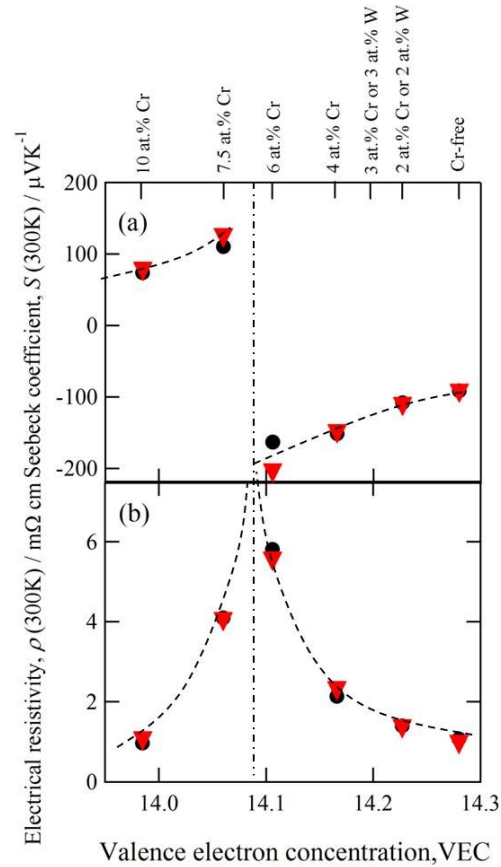 10 at.% Cr
7.5 at.% Cr
6 at.% Cr
4 at.% Cr
3 at.% Cr or 3 at.% W
2 at.% Cr or 2 at.% W
Cr-free
Electrical resistivity, ρ (300K) / mΩ cm Seebeck coefficient, S (300K) / μVK⁻¹
200
(a)
100
0
-100
-200
(b)
6
4
2
0
14.0
14.1
14.2
14.3
Valence electron concentration,VEC